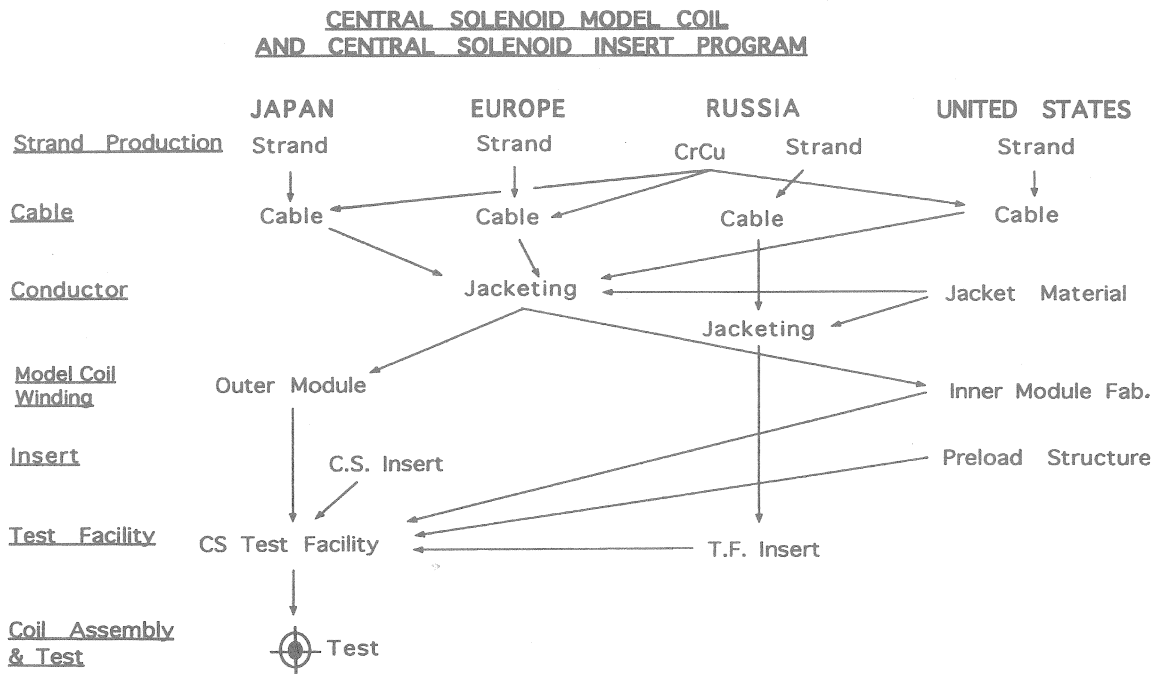 CENTRAL SOLENOID MODEL COIL
AND CENTRAL SOLENOID INSERT PROGRAM
JAPAN EUROPE RUSSIA UNITED STATES
Strand Production Strand Strand CrCu Strand Strand
Cable Cable Cable Cable Cable
Conductor Jacketing Jacket Material
Jacketing
Model Coil
Winding
Outer Module Inner Module Fab.
Insert C.S. Insert Preload Structure
Test Facility CS Test Facility T.F. Insert
Coil Assembly
& Test
Test